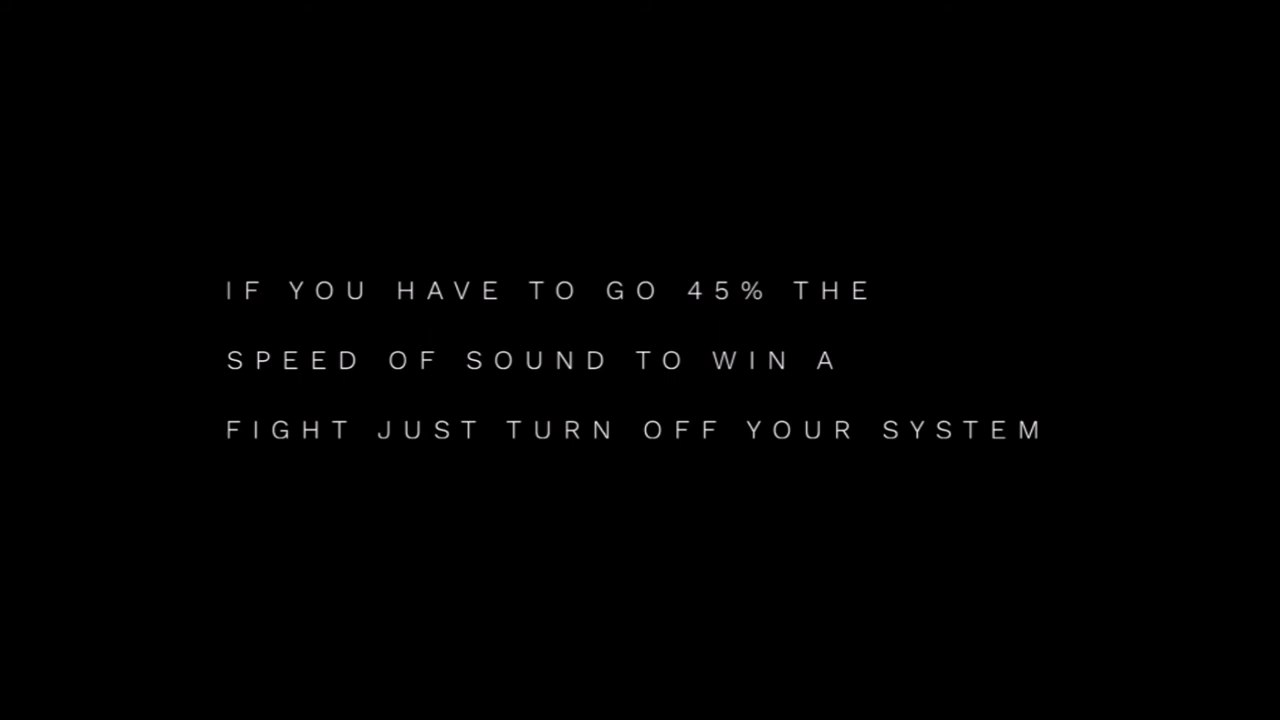 IF YOU HAVE TO GO 45% THE
SPEED OF SOUND TO WIN A
FIGHT JUST TURN OFF YOUR SYSTEM